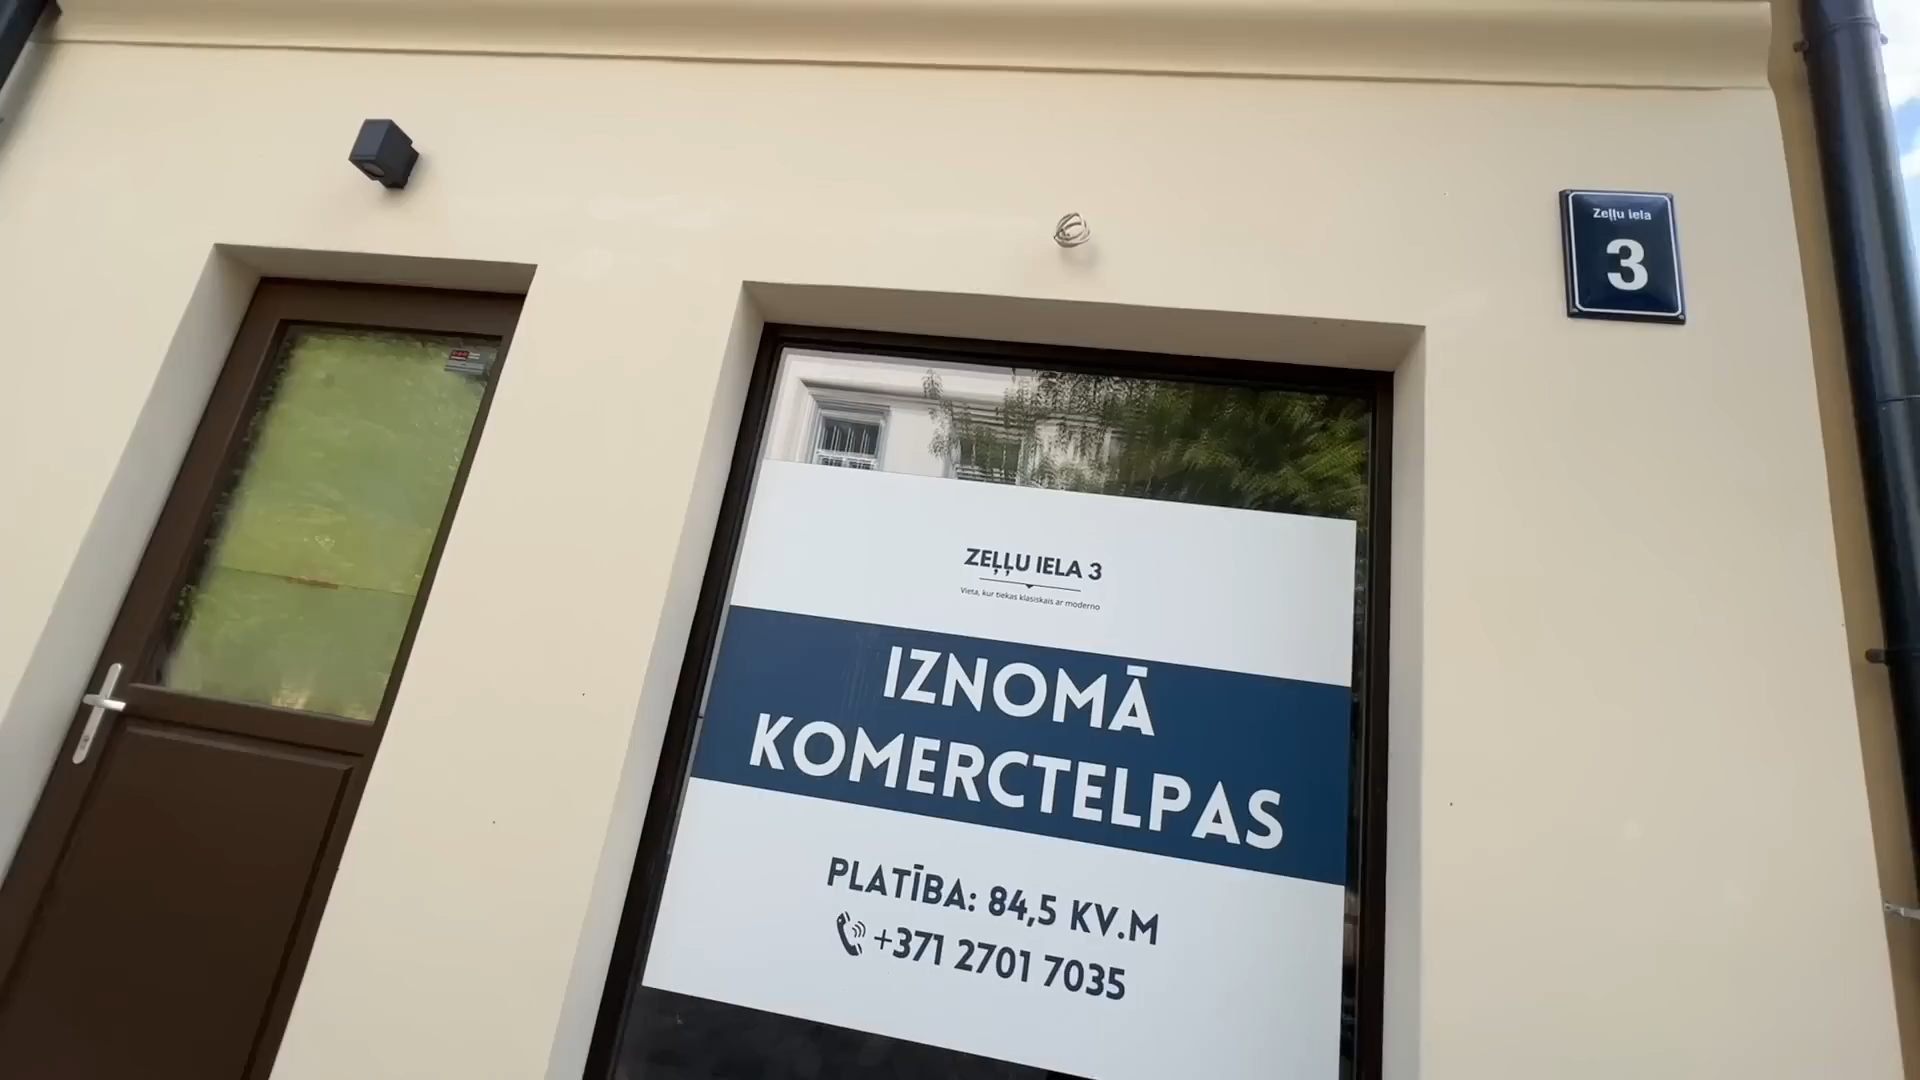 Zeļļu iela
3
ZEĻĻU IELA 3
Vieta, kur tiekas klasiskais ar moderno
IZNOMĀ
KOMERCTELPAS
PLATĪBA: 84,5 KV.M
+371 2701 7035